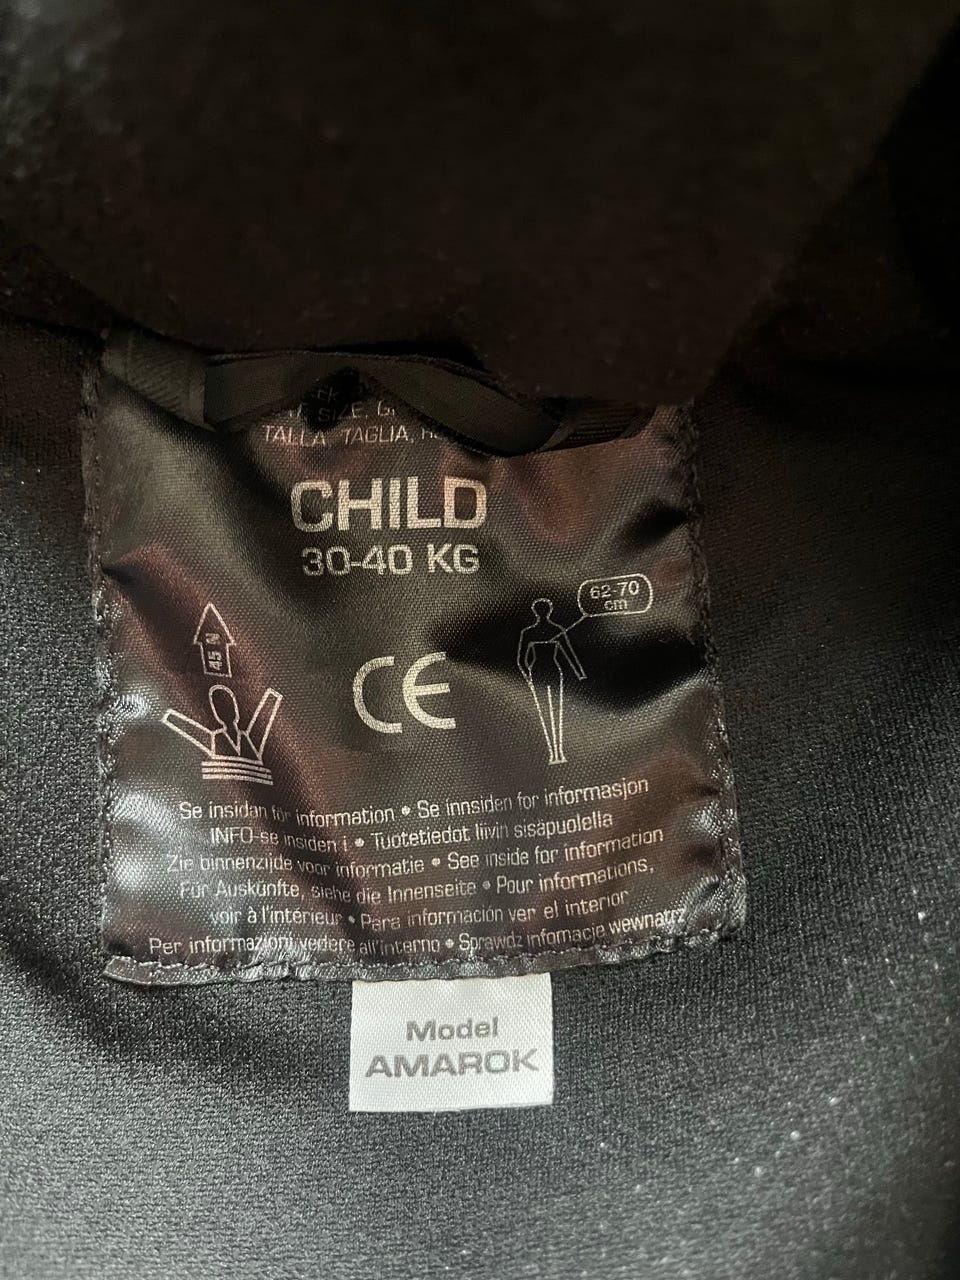 SIZE, 
TALLA, TAGLIA,
CHILD
30-40 KG
62-70
cm
45 N
CE
Se insidan för information • Se innsiden for informasjon
INFO-se insiden i • Tuotetiedot liivin sisäpuolella
Zie binnenzijde voor informatie • See inside for information
Für Auskünfte, siehe die Innenseite • Pour informations,
voir à l'intérieur • Para información ver el interior
Per informazioni vedere all'interno • Sprawdz infomacje wewnatrz
Model
AMAROK